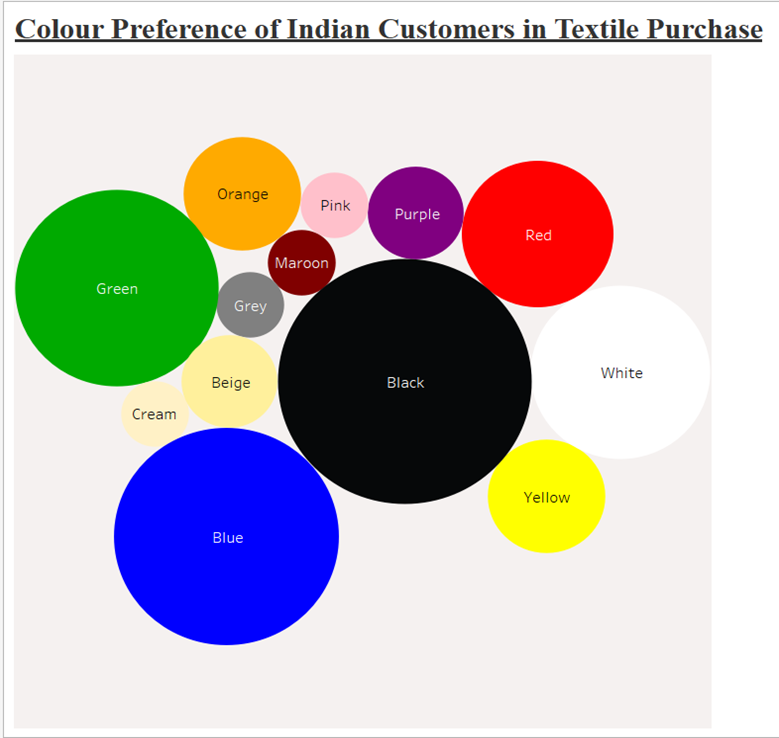 Colour Preference of Indian Customers in Textile Purchase
Orange
Pink
Purple
Red
Maroon
Green
Grey
White
Beige
Black
Cream
Yellow
Blue